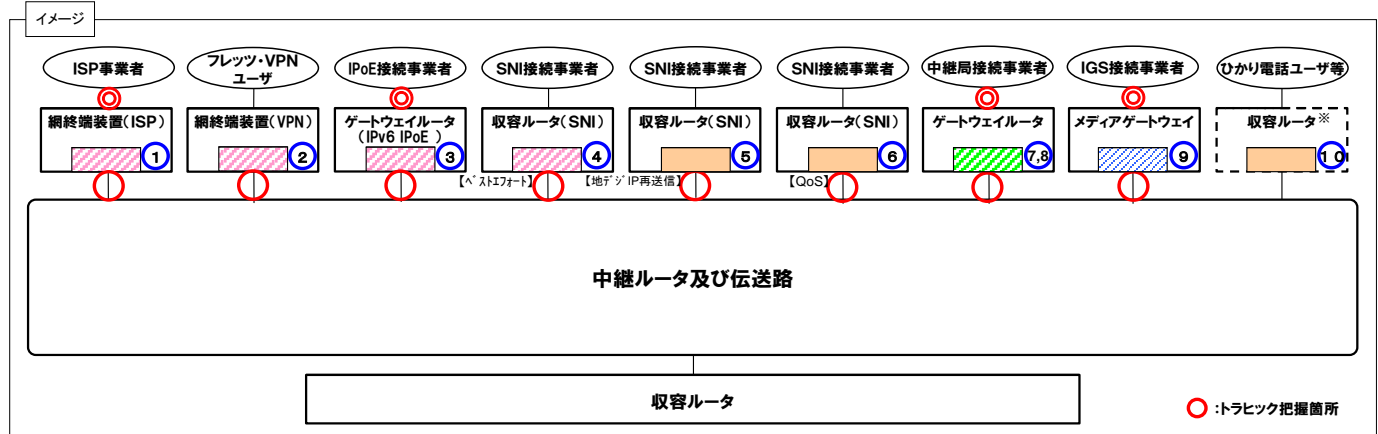 イメージ
ISP事業者
フレッツ・VPN
ユーザ
IPoE接続事業者
SNI接続事業者
SNI接続事業者
SNI接続事業者
中継局接続事業者
IGS接続事業者
ひかり電話ユーザ等
網終端装置(ISP)
網終端装置(VPN)
ゲートウェイルータ
(IPv6 IPoE)
収容ルータ(SNI)
収容ルータ(SNI)
収容ルータ(SNI)
ゲートウェイルータ
メディアゲートウェイ
収容ルータ※
1
2
3
4
5
6
7,8
9
10
【ベストエフォート】
【地デジIP再送信】
【QoS】
中継ルータ及び伝送路
収容ルータ
:トラヒック把握箇所